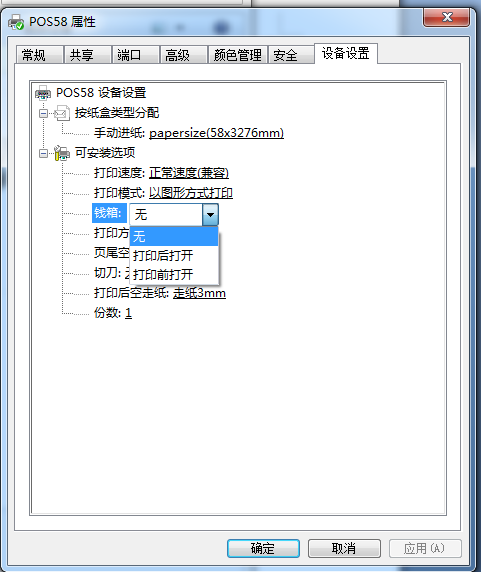 POS58 属性
常规 共享 端口 高级 颜色管理 安全 设备设置
POS58 设备设置
按纸盒类型分配
手动进纸: papersize(58x3276mm)
可安装选项
打印速度: 正常速度(兼容)
打印模式: 以图形方式打印
钱箱: 无
无
打印后打开
打印前打开
打印方
页尾空
切刀:
打印后空走纸: 走纸3mm
份数: 1
确定 取消 应用(A)